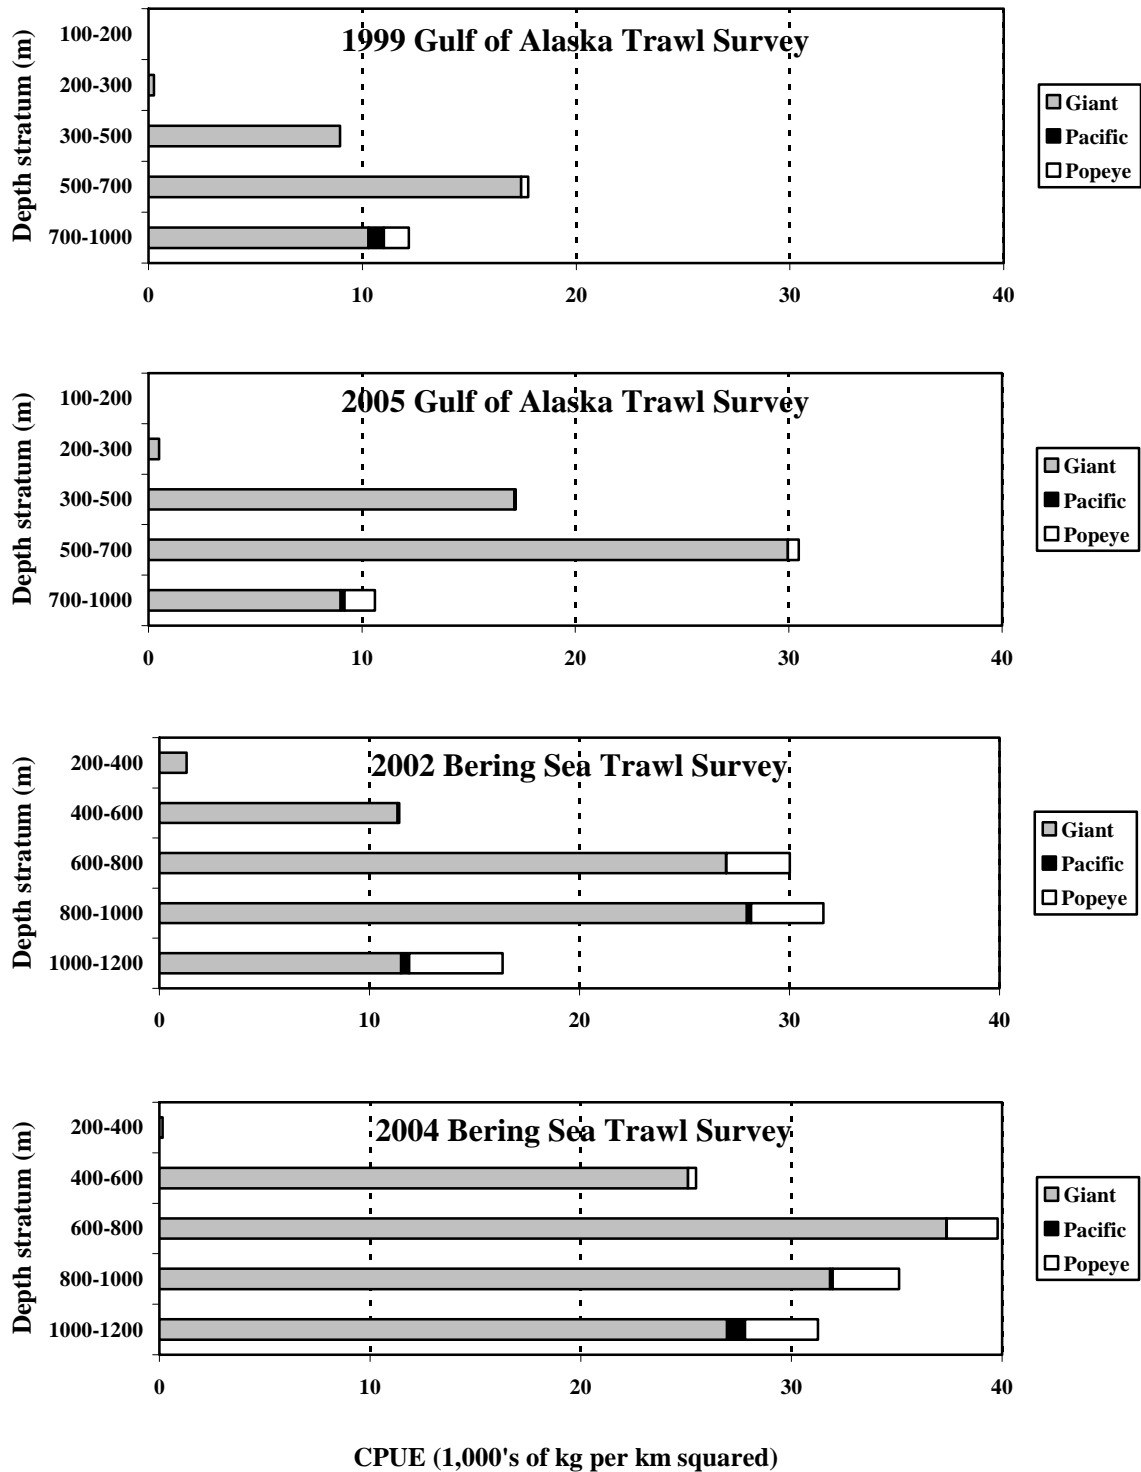 1999 Gulf of Alaska Trawl Survey
Depth stratum (m)
100-200
200-300
300-500
500-700
700-1000
0 10 20 30 40
Giant
Pacific
Popeye
2005 Gulf of Alaska Trawl Survey
Depth stratum (m)
100-200
200-300
300-500
500-700
700-1000
0 10 20 30 40
Giant
Pacific
Popeye
2002 Bering Sea Trawl Survey
Depth stratum (m)
200-400
400-600
600-800
800-1000
1000-1200
0 10 20 30 40
Giant
Pacific
Popeye
2004 Bering Sea Trawl Survey
Depth stratum (m)
200-400
400-600
600-800
800-1000
1000-1200
0 10 20 30 40
Giant
Pacific
Popeye
CPUE (1,000's of kg per km squared)